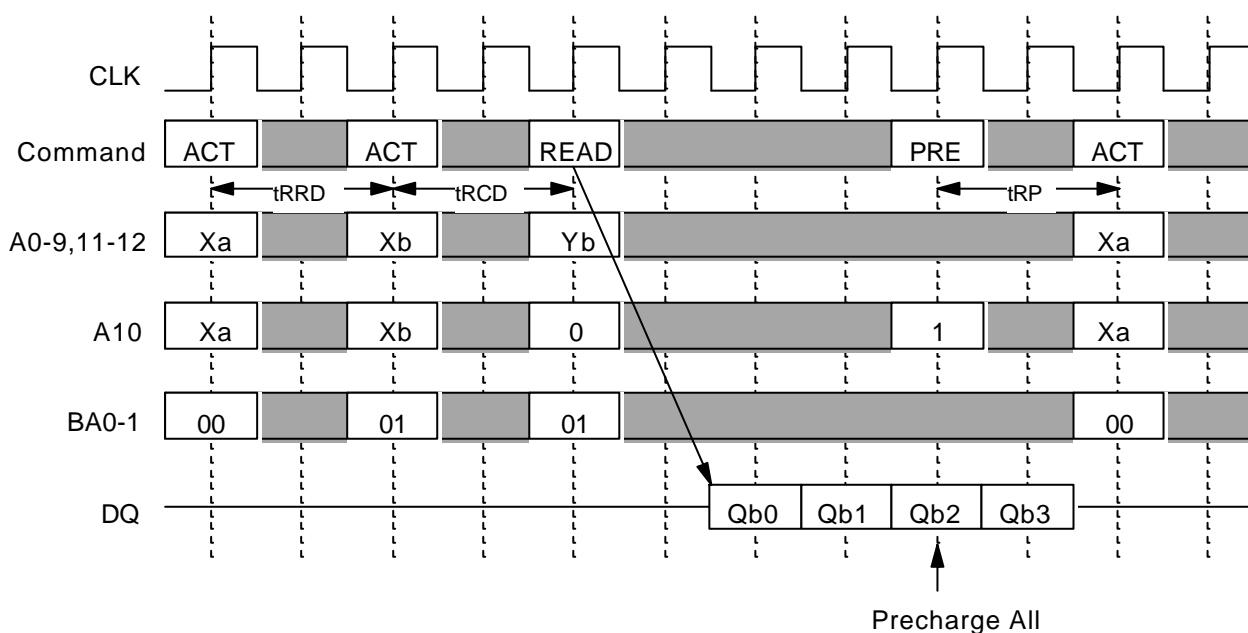 CLK
Command ACT ACT READ PRE ACT
tRRD tRCD tRP
A0-9,11-12 Xa Xb Yb Xa
A10 Xa Xb 0 1 Xa
BA0-1 00 01 01 00
DQ Qb0 Qb1 Qb2 Qb3
Precharge All